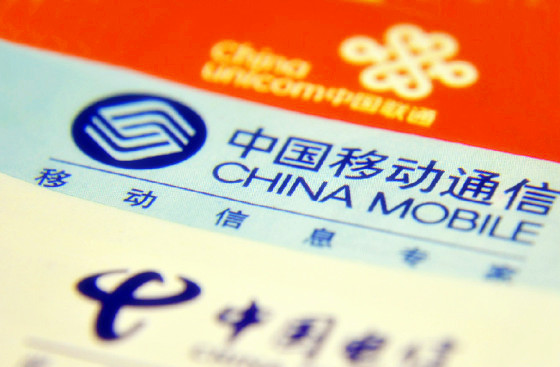 China
unicom中国联通
中国移动通信
CHINA MOBILE
移动信息专家
中国电信